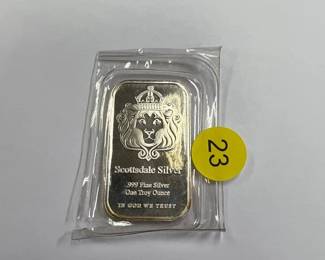 Scottsdale Silver
.999 Fine Silver
One Troy Ounce
IN GOD WE TRUST
23